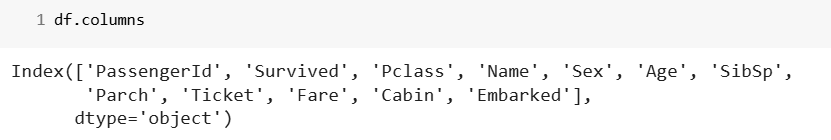 1 df.columns
Index(['PassengerId', 'Survived', 'Pclass', 'Name', 'Sex', 'Age', 'SibSp',
'Parch', 'Ticket', 'Fare', 'Cabin', 'Embarked'],
dtype='object')